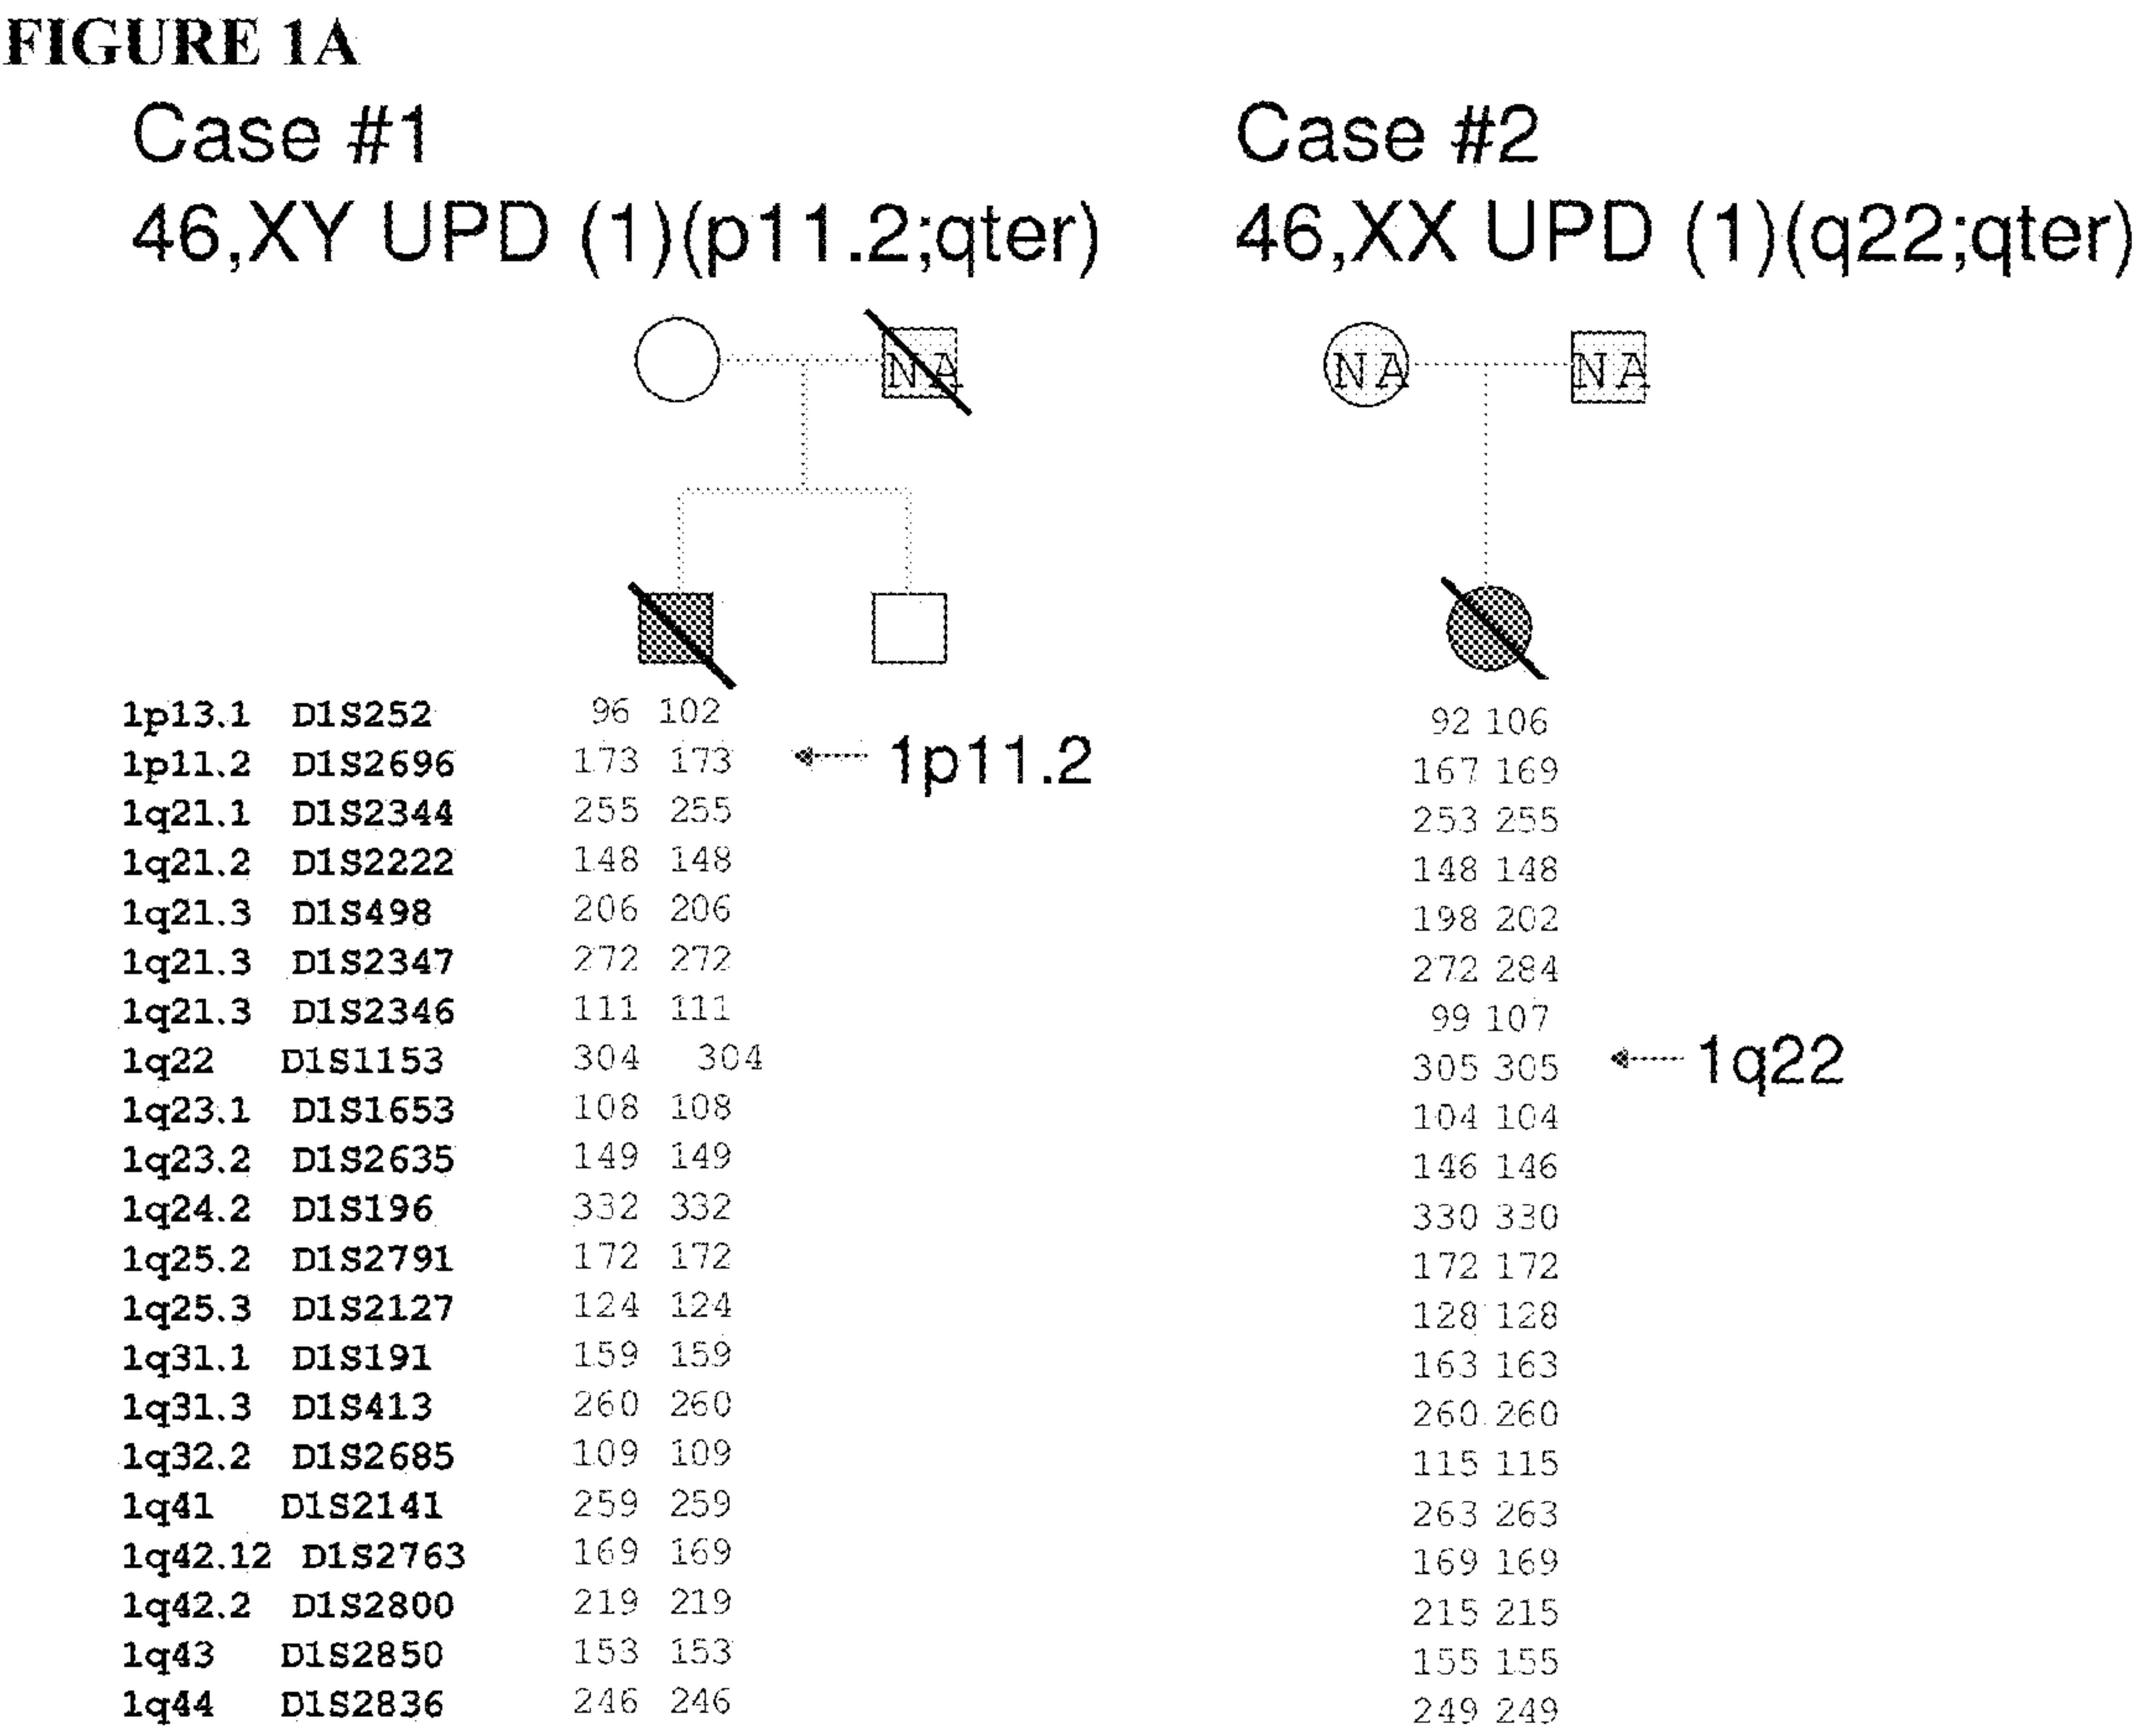 FIGURE 1A
Case #1
46,XY UPD (1)(p11.2;qter)
Case #2
46,XX UPD (1)(q22;qter)
NA
NA
NA
1p13.1 D1S252 96 102 92 106
1p11.2 D1S2696 173 173 ← 1p11.2 167 169
1q21.1 D1S2344 255 255 253 255
1q21.2 D1S2222 148 148 148 148
1q21.3 D1S498 206 206 198 202
1q21.3 D1S2347 272 272 272 284
1q21.3 D1S2346 111 111 99 107
1q22 D1S1153 304 304 305 305 ← 1q22
1q23.1 D1S1653 108 108 104 104
1q23.2 D1S2635 149 149 146 146
1q24.2 D1S196 332 332 330 330
1q25.2 D1S2791 172 172 172 172
1q25.3 D1S2127 124 124 128 128
1q31.1 D1S191 159 159 163 163
1q31.3 D1S413 260 260 260 260
1q32.2 D1S2685 109 109 115 115
1q41 D1S2141 259 259 263 263
1q42.12 D1S2763 169 169 169 169
1q42.2 D1S2800 219 219 215 215
1q43 D1S2850 153 153 155 155
1q44 D1S2836 246 246 249 249